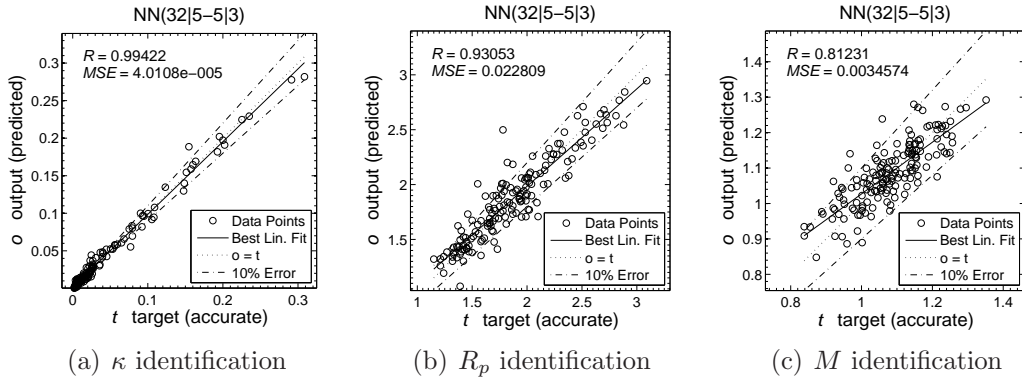 NN(32|5−5|3)
R = 0.99422
MSE = 4.0108e−005
0.3
0.25
0.2
0.15
0.1
0.05
o output (predicted)
Data Points
Best Lin. Fit
o = t
10% Error
0 0.1 0.2 0.3
t target (accurate)
(a) κ identification
NN(32|5−5|3)
R = 0.93053
MSE = 0.022809
3
2.5
2
1.5
o output (predicted)
Data Points
Best Lin. Fit
o = t
10% Error
1 1.5 2 2.5 3
t target (accurate)
(b) Rp identification
NN(32|5−5|3)
R = 0.81231
MSE = 0.0034574
1.4
1.3
1.2
1.1
1
0.9
0.8
o output (predicted)
Data Points
Best Lin. Fit
o = t
10% Error
0.8 1 1.2 1.4
t target (accurate)
(c) M identification